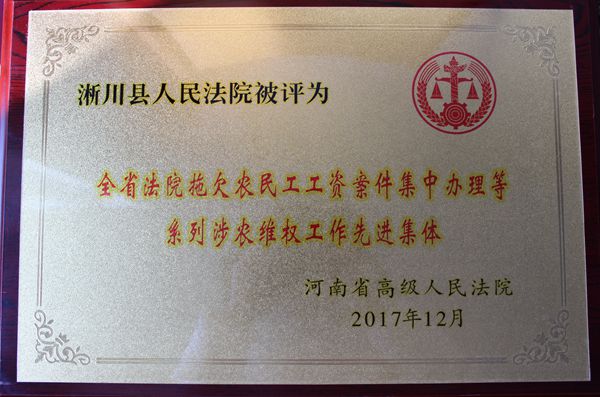 淅川县人民法院被评为
全省法院拖欠农民工工资案件集中办理等
系列涉农维权工作先进集体
河南省高级人民法院
2017年12月